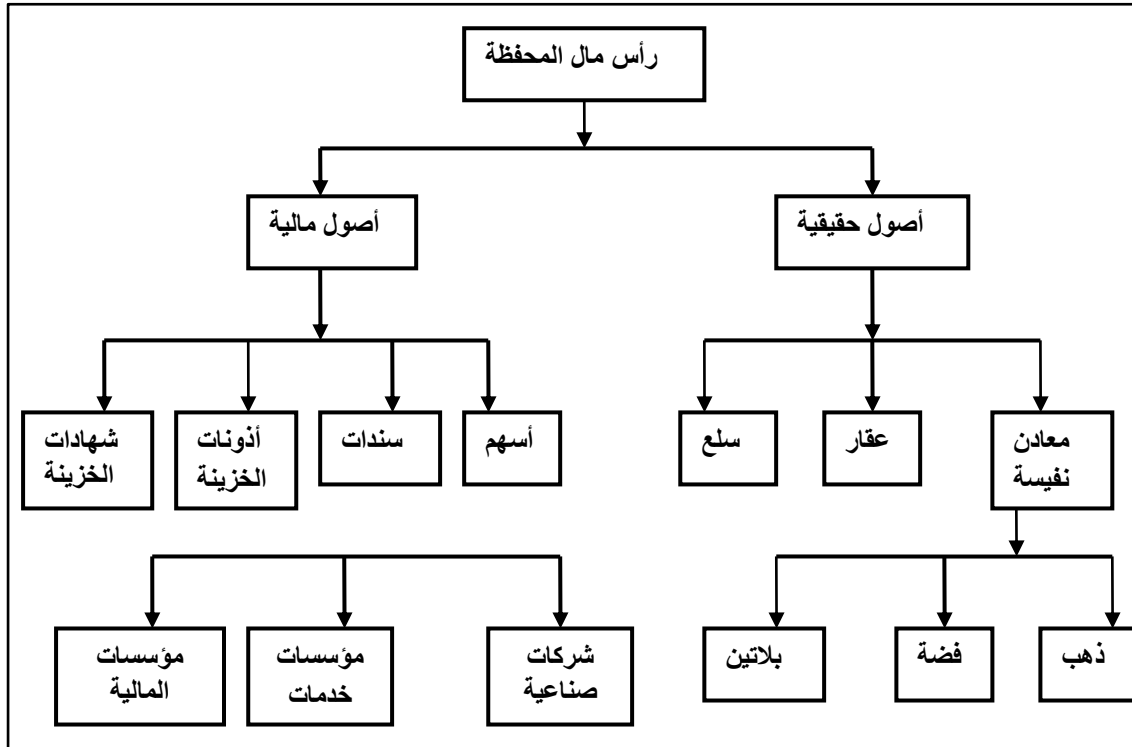 رأس مال المحفظة
أصول حقيقية
أصول مالية
معادن
نفيسة
عقار
سلع
أسهم
سندات
أذونات
الخزينة
شهادات
الخزينة
ذهب
فضة
بلاتين
شركات
صناعية
مؤسسات
خدمات
مؤسسات
المالية